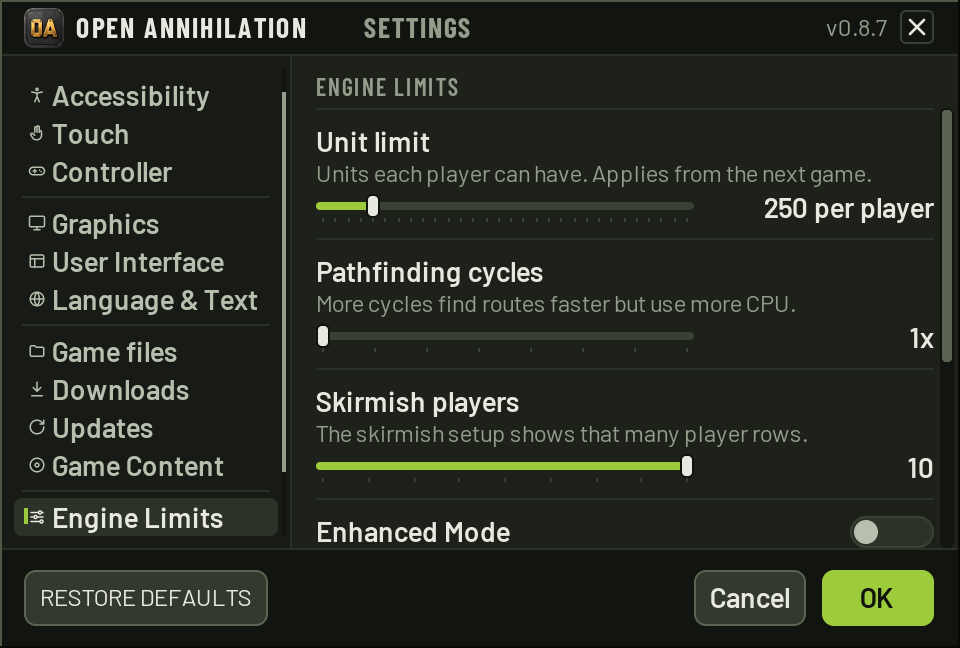 OA OPEN ANNIHILATION SETTINGS v0.8.7
Accessibility
Touch
Controller
Graphics
User Interface
Language & Text
Game files
Downloads
Updates
Game Content
Engine Limits
ENGINE LIMITS
Unit limit
Units each player can have. Applies from the next game.
250 per player
Pathfinding cycles
More cycles find routes faster but use more CPU.
1x
Skirmish players
The skirmish setup shows that many player rows.
10
Enhanced Mode
RESTORE DEFAULTS Cancel OK